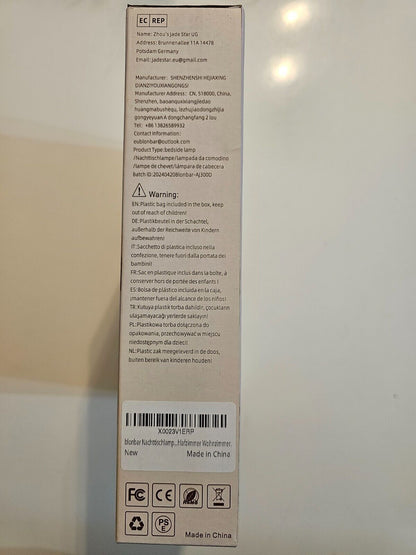 EC REP
Name: Zhou's Jade Star UG
Address: Brunnenallee 11A 14478
Potsdam Germany
Email: jadestar.eu@gmail.com
Manufacturer: SHENZHENSHI HEJIAXING
DIANZIYOUXIANGONGSI
Manufacturer Address: CN, 518000, China,
Shenzhen, baoanquxixiangjiedao
huangmabushequ, lezhujiaodongzhijia
gongyeyuan A dongchangfang 2 lou
Tel: +86 13826589932
Contact Information:
eublonbar@outlook.com
Product Type:bedside lamp
/Nachttischlampe/lampada da comodino
/lampe de chevet/lámpara de cabecera
Batch ID:20240420Blonbar-AJ300D
Warning:
EN:Plastic bag included in the box, keep
out of reach of children!
DE:Plastikbeutel in der Schachtel,
außerhalb der Reichweite von Kindern
aufbewahren!
IT:Sacchetto di plastica incluso nella
confezione, tenere fuori dalla portata dei
bambini!
FR:Sac en plastique inclus dans la boîte, à
conserver hors de portée des enfants !
ES:Bolsa de plástico incluida en la caja,
¡mantener fuera del alcance de los niños!
TR:Kutuya plastik torba dahildir, çocukların
ulaşamayacağı yerlerde saklayın!
PL:Plastikowa torba dołączona do
opakowania, przechowywać w miejscu
niedostępnym dla dzieci!
NL:Plastic zak meegeleverd in de doos,
buiten bereik van kinderen houden!
X0023V1ERP
blonbar Nachttischlamp...hlafzimmer Wohnzimmer,
New Made in China
FC CE RoHS
PS E Made in China